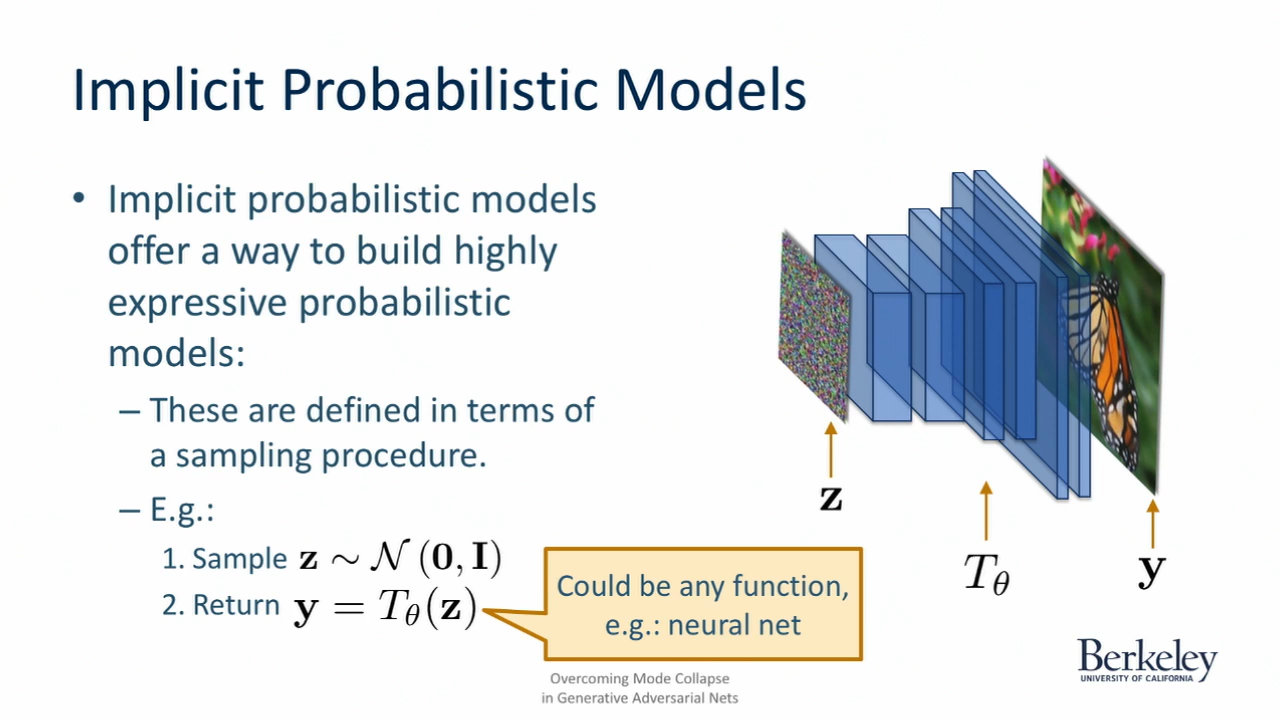 Implicit Probabilistic Models
• Implicit probabilistic models
offer a way to build highly
expressive probabilistic
models:
– These are defined in terms of
a sampling procedure.
– E.g.:
1. Sample z ∼ 𝒩 (0, I)
2. Return y = T_θ(z)
Could be any function,
e.g.: neural net
z
T_θ
y
Overcoming Mode Collapse
in Generative Adversarial Nets
Berkeley
UNIVERSITY OF CALIFORNIA